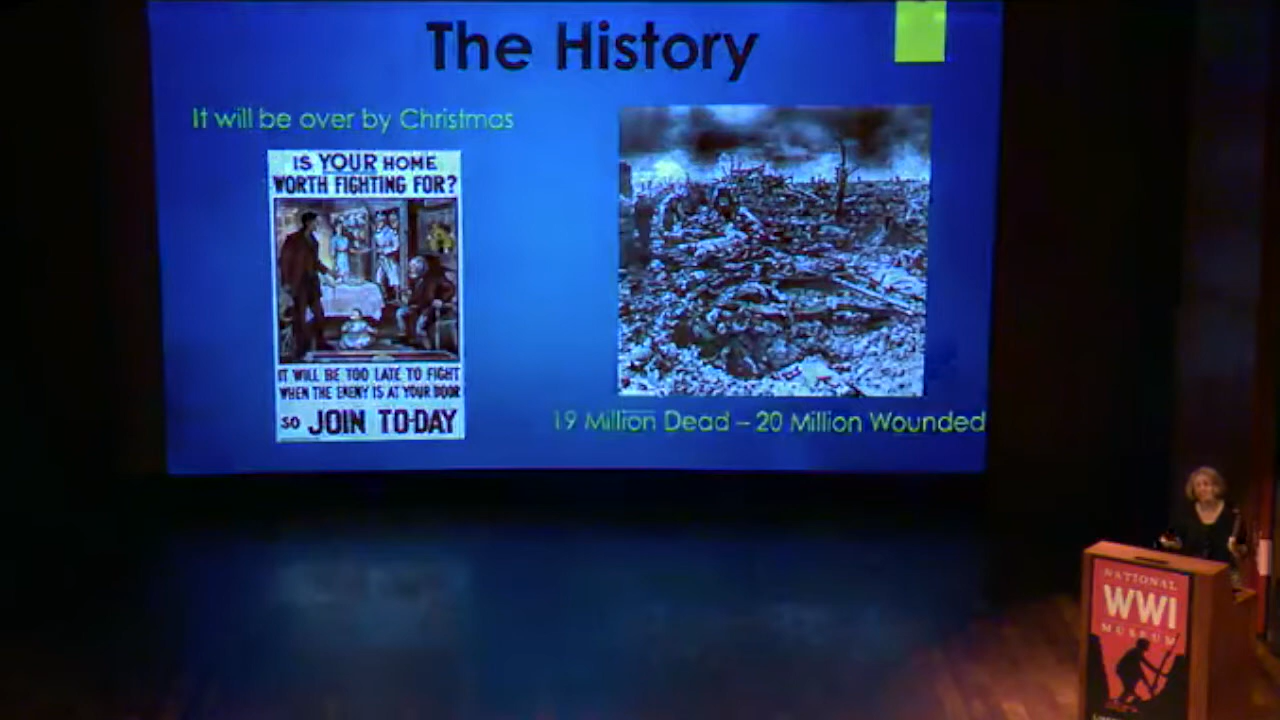 The History
It will be over by Christmas
IS YOUR HOME
WORTH FIGHTING FOR?
IT WILL BE TOO LATE TO FIGHT
WHEN THE ENEMY IS AT YOUR DOOR
SO JOIN TO-DAY
19 Million Dead – 20 Million Wounded
NATIONAL
WWI
MUSEUM